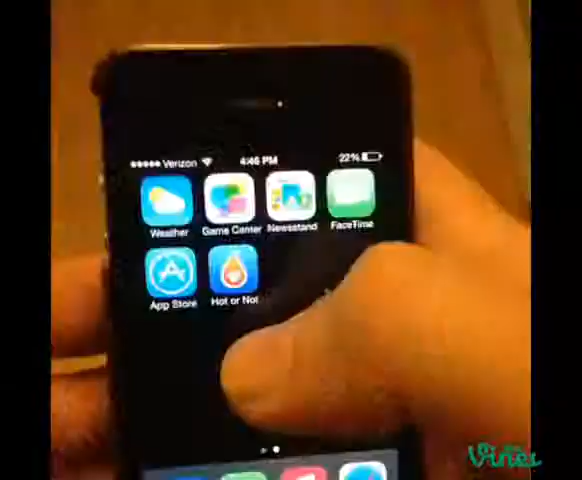 Verizon 4:46 PM 22%
Weather Game Center Newsstand FaceTime
App Store Hot or Not
Vine